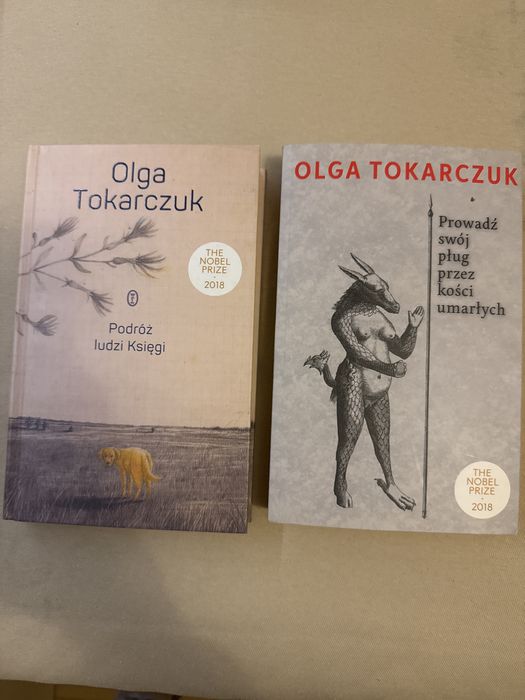 Olga
Tokarczuk
THE
NOBEL
PRIZE
· 2018
Podróż
ludzi Księgi
OLGA TOKARCZUK
Prowadź
swój
pług
przez
kości
umarłych
THE
NOBEL
PRIZE
· 2018